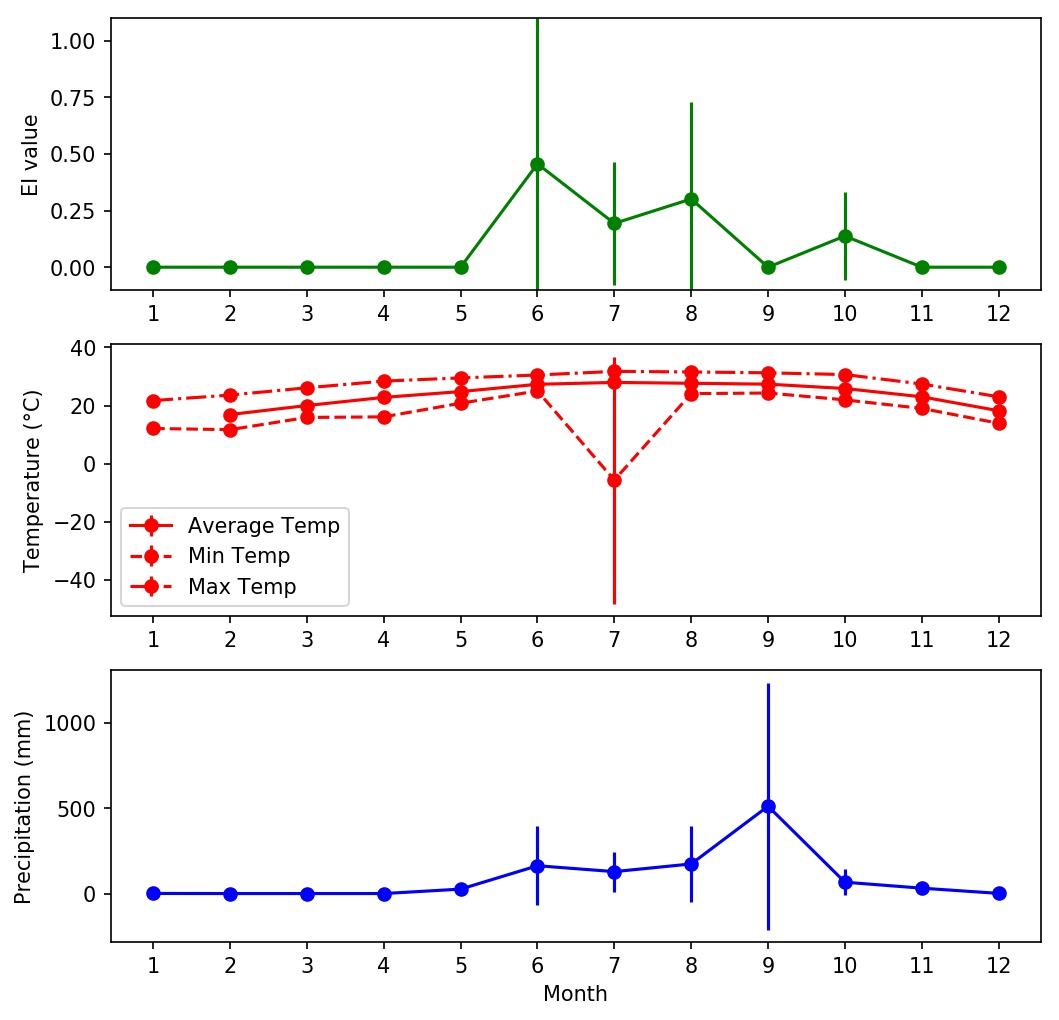 EI value
1.00
0.75
0.50
0.25
0.00
1 2 3 4 5 6 7 8 9 10 11 12
Temperature (°C)
40
20
0
−20
−40
Average Temp
Min Temp
Max Temp
1 2 3 4 5 6 7 8 9 10 11 12
Precipitation (mm)
1000
500
0
1 2 3 4 5 6 7 8 9 10 11 12
Month